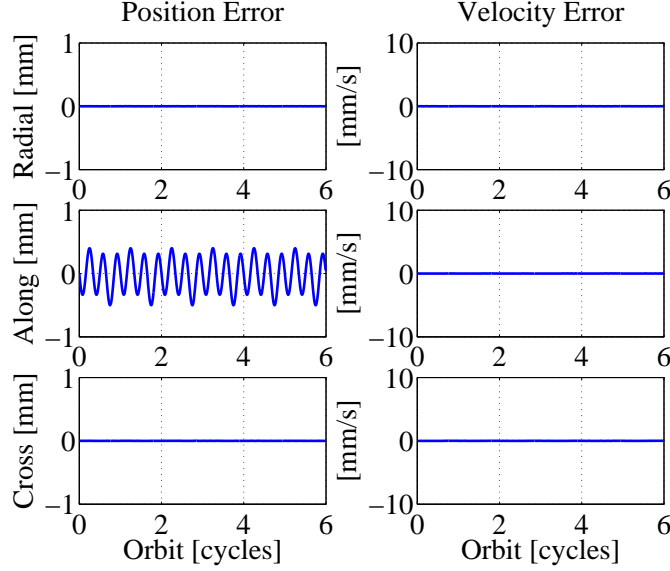 Position Error
Velocity Error
Radial [mm]
1
0
−1
0 2 4 6
[mm/s]
10
0
−10
0 2 4 6
Along [mm]
1
0
−1
0 2 4 6
[mm/s]
10
0
−10
0 2 4 6
Cross [mm]
1
0
−1
0 2 4 6
Orbit [cycles]
[mm/s]
10
0
−10
0 2 4 6
Orbit [cycles]